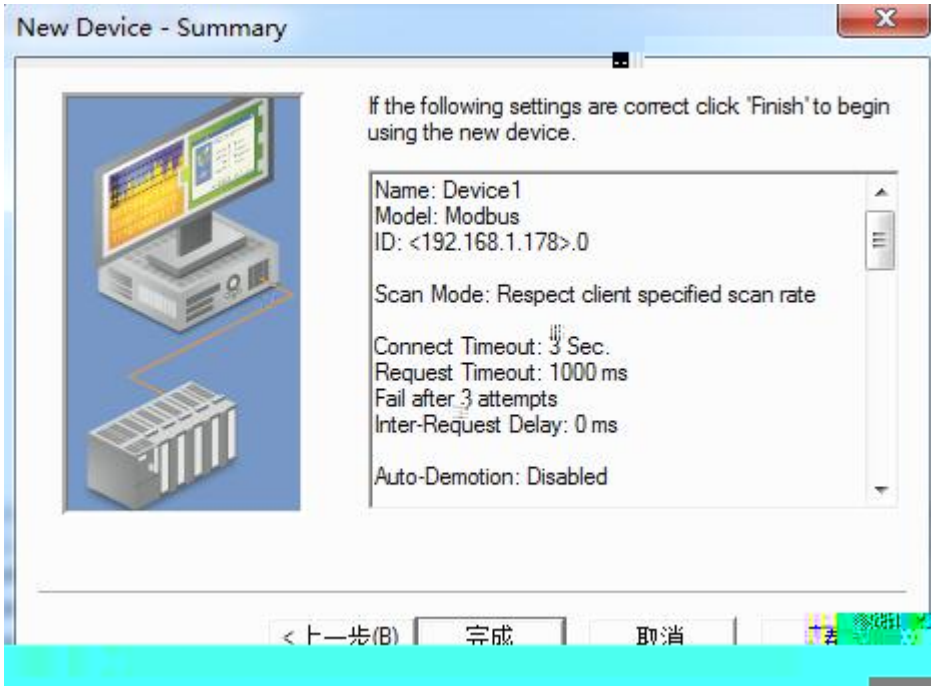 New Device - Summary
If the following settings are correct click "Finish" to begin
using the new device.
Name: Device1
Model: Modbus
ID: <192.168.1.178>.0
Scan Mode: Respect client specified scan rate
Connect Timeout: 3 Sec.
Request Timeout: 1000 ms
Fail after 3 attempts
Inter-Request Delay: 0 ms
Auto-Demotion: Disabled
< 上一步(B) 完成 取消